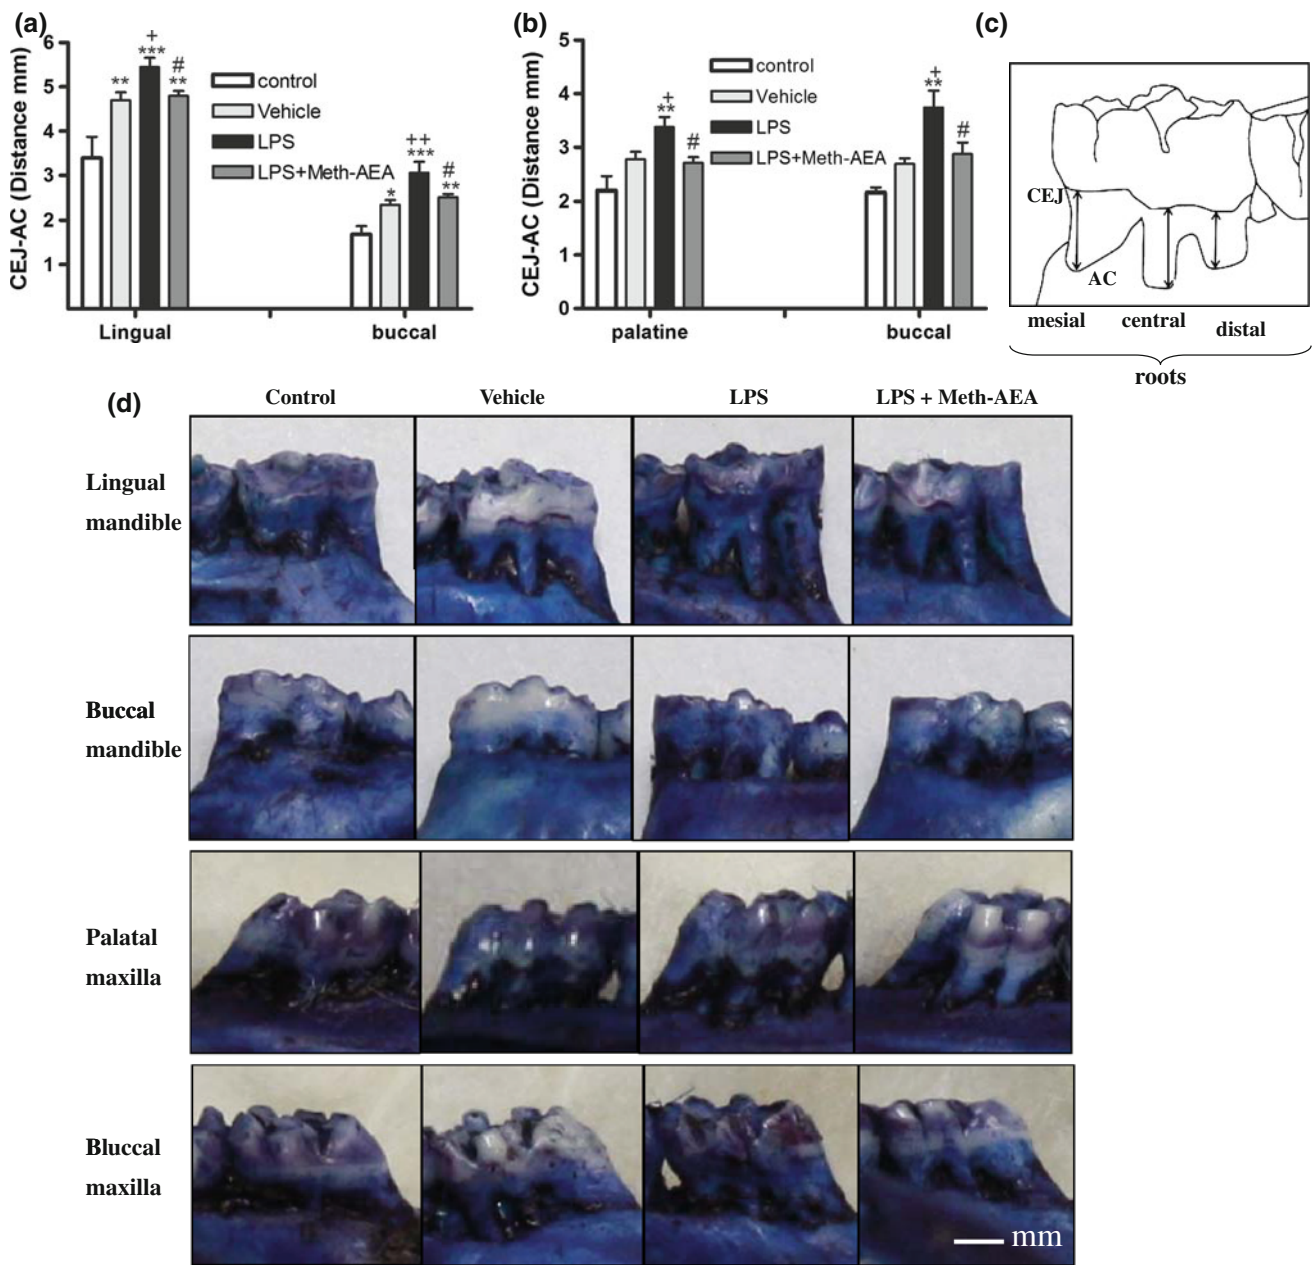 (a)
CEJ-AC (Distance mm)
6
5
4
3
2
1
**
+
***
#
**
*
++
***
#
**
control
Vehicle
LPS
LPS+Meth-AEA
Lingual
buccal
(b)
CEJ-AC (Distance mm)
5
4
3
2
1
0
+
**
#
+
**
#
control
Vehicle
LPS
LPS+Meth-AEA
palatine
buccal
(c)
CEJ
AC
mesial
central
distal
roots
(d)
Control Vehicle LPS LPS + Meth-AEA
Lingual
mandible
Buccal
mandible
Palatal
maxilla
Bluccal
maxilla
mm